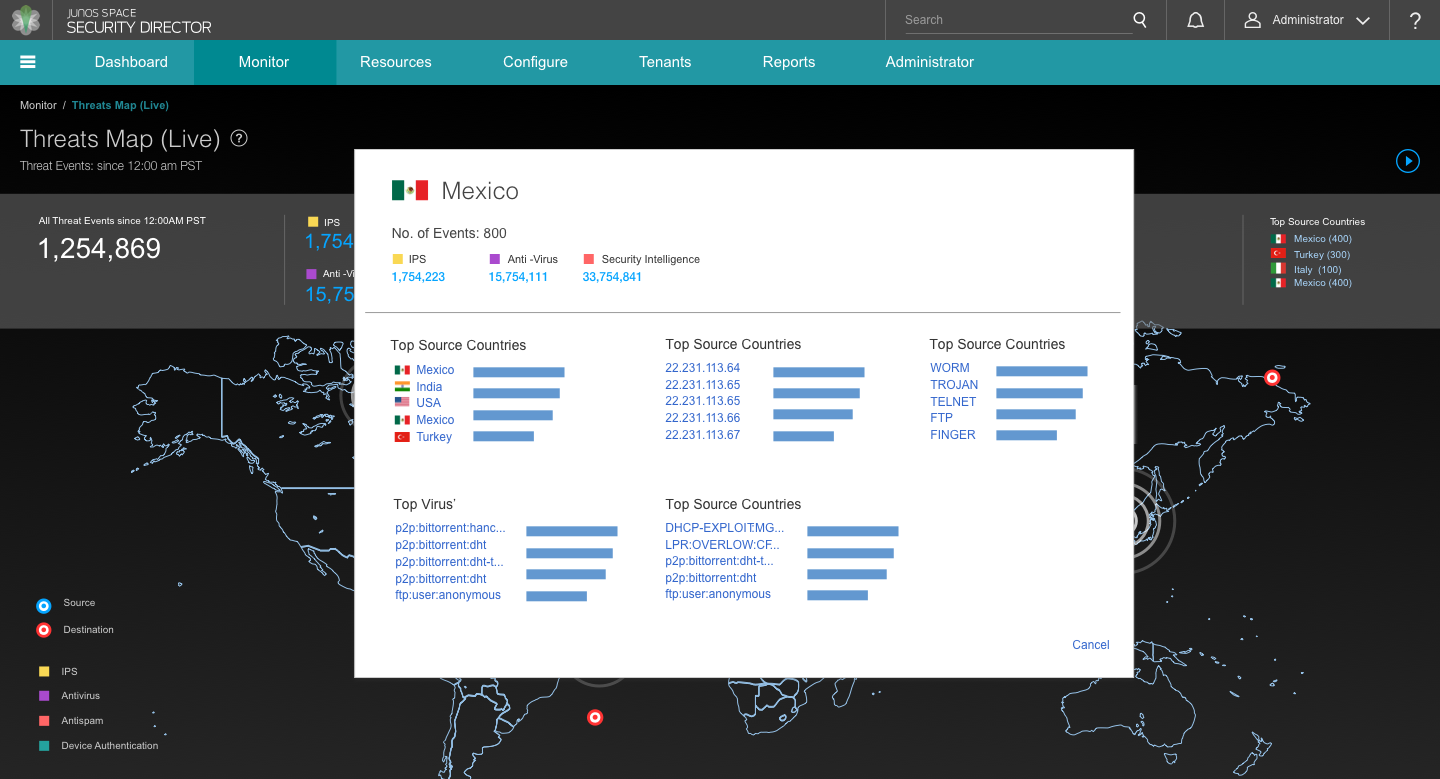 JUNOS SPACE
SECURITY DIRECTOR
Search
Administrator
?
Dashboard
Monitor
Resources
Configure
Tenants
Reports
Administrator
Monitor / Threats Map (Live)
Threats Map (Live) ?
Threat Events: since 12:00 am PST
All Threat Events since 12:00AM PST
1,254,869
IPS
1,754
Anti -Vi
15,75
Top Source Countries
Mexico (400)
Turkey (300)
Italy (100)
Mexico (400)
Mexico
No. of Events: 800
IPS
1,754,223
Anti -Virus
15,754,111
Security Intelligence
33,754,841
Top Source Countries
Mexico
India
USA
Mexico
Turkey
Top Source Countries
22.231.113.64
22.231.113.65
22.231.113.65
22.231.113.66
22.231.113.67
Top Source Countries
WORM
TROJAN
TELNET
FTP
FINGER
Top Virus’
p2p:bittorrent:hanc...
p2p:bittorrent:dht
p2p:bittorrent:dht-t...
p2p:bittorrent:dht
ftp:user:anonymous
Top Source Countries
DHCP-EXPLOIT:MG...
LPR:OVERLOW:CF...
p2p:bittorrent:dht-t...
p2p:bittorrent:dht
ftp:user:anonymous
Cancel
Source
Destination
IPS
Antivirus
Antispam
Device Authentication